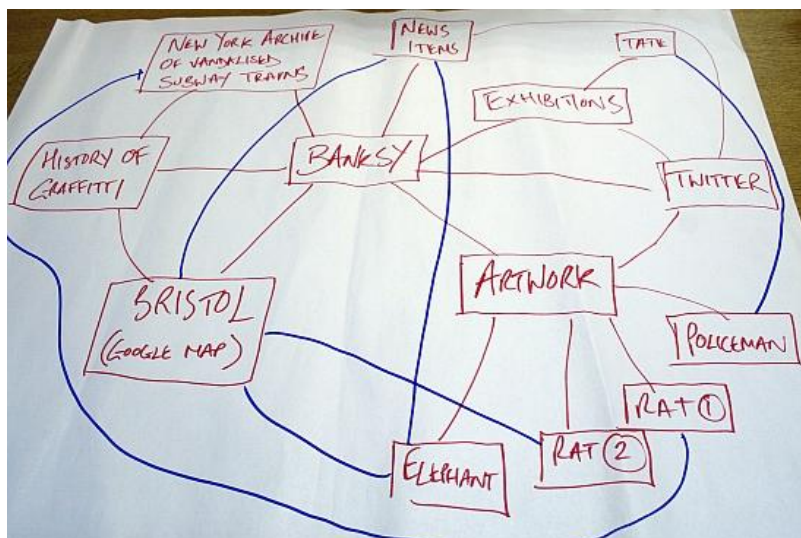 NEW YORK ARCHIVE
OF VANDALISED
SUBWAY TRAINS
NEWS
ITEMS
TATE
EXHIBITIONS
HISTORY OF
GRAFFITTI
BANKSY
TWITTER
BRISTOL
(GOOGLE MAP)
ARTWORK
POLICEMAN
RAT ①
RAT ②
ELEPHANT